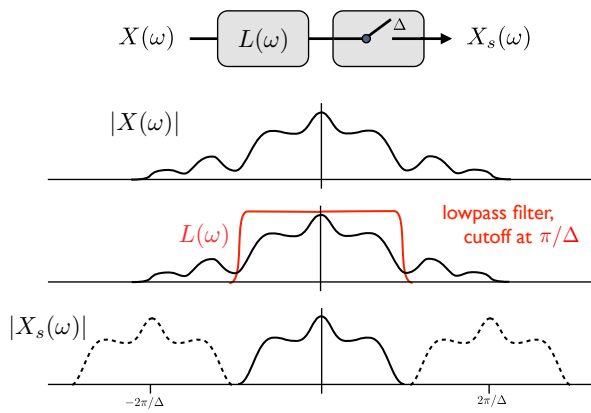 X(ω) L(ω) Δ X_s(ω)
|X(ω)|
L(ω) lowpass filter,
cutoff at π/Δ
|X_s(ω)|
−2π/Δ 2π/Δ